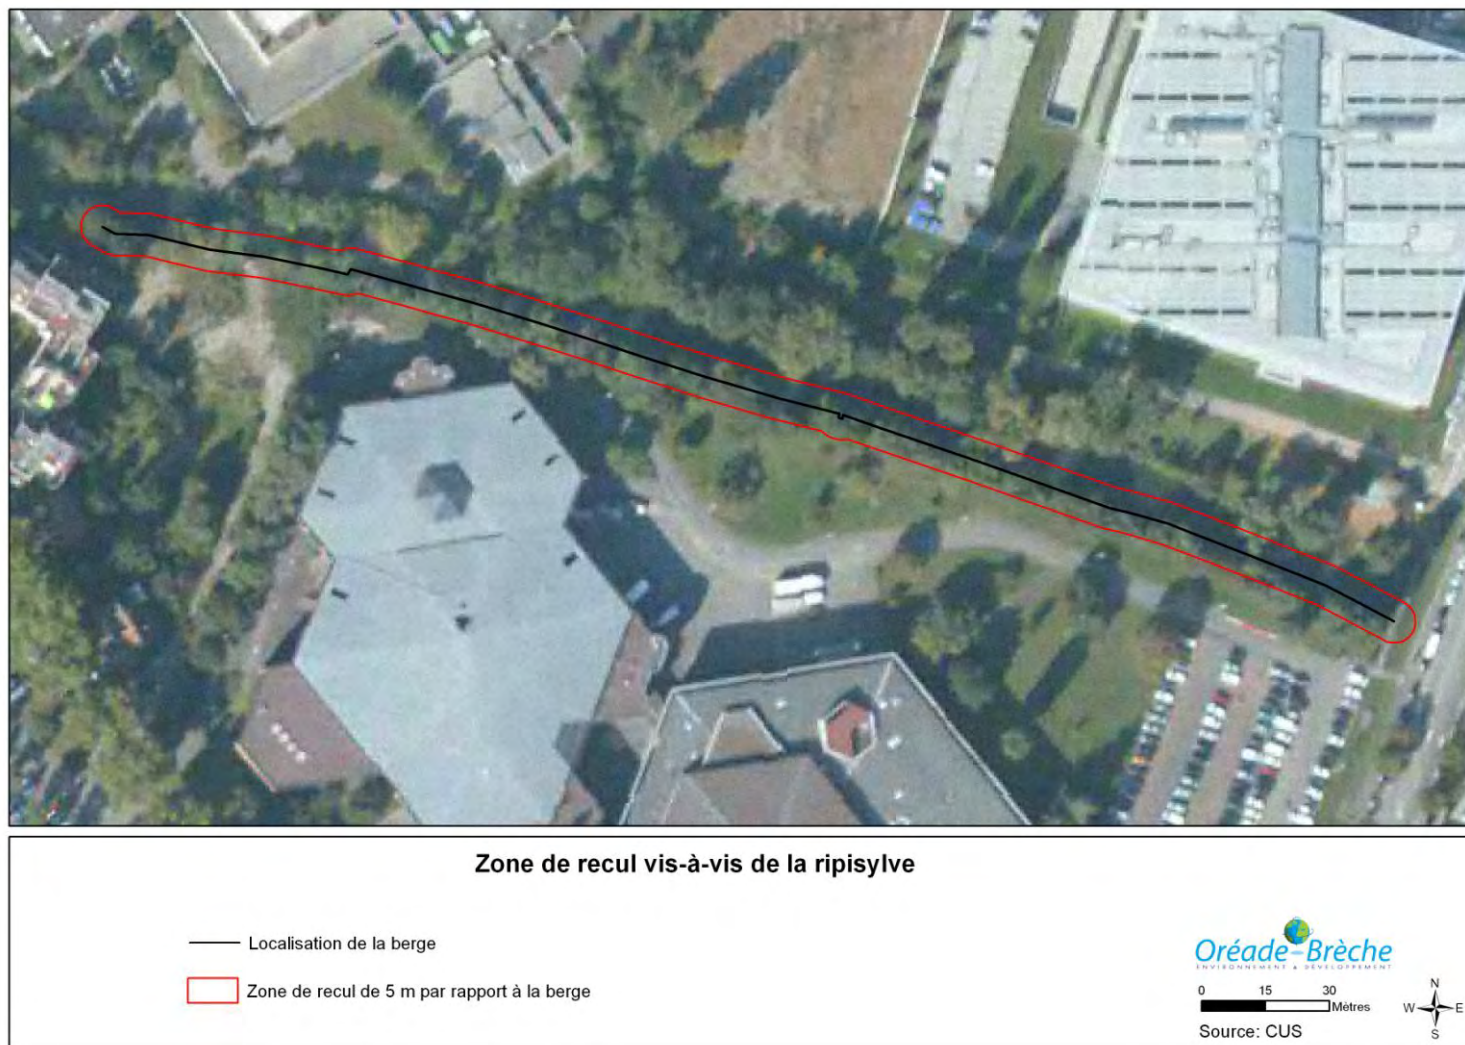 Zone de recul vis-à-vis de la ripisylve
Localisation de la berge
Zone de recul de 5 m par rapport à la berge
Oréade-Brèche
ENVIRONNEMENT & DÉVELOPPEMENT
0 15 30
Mètres
Source: CUS
N
W E
S